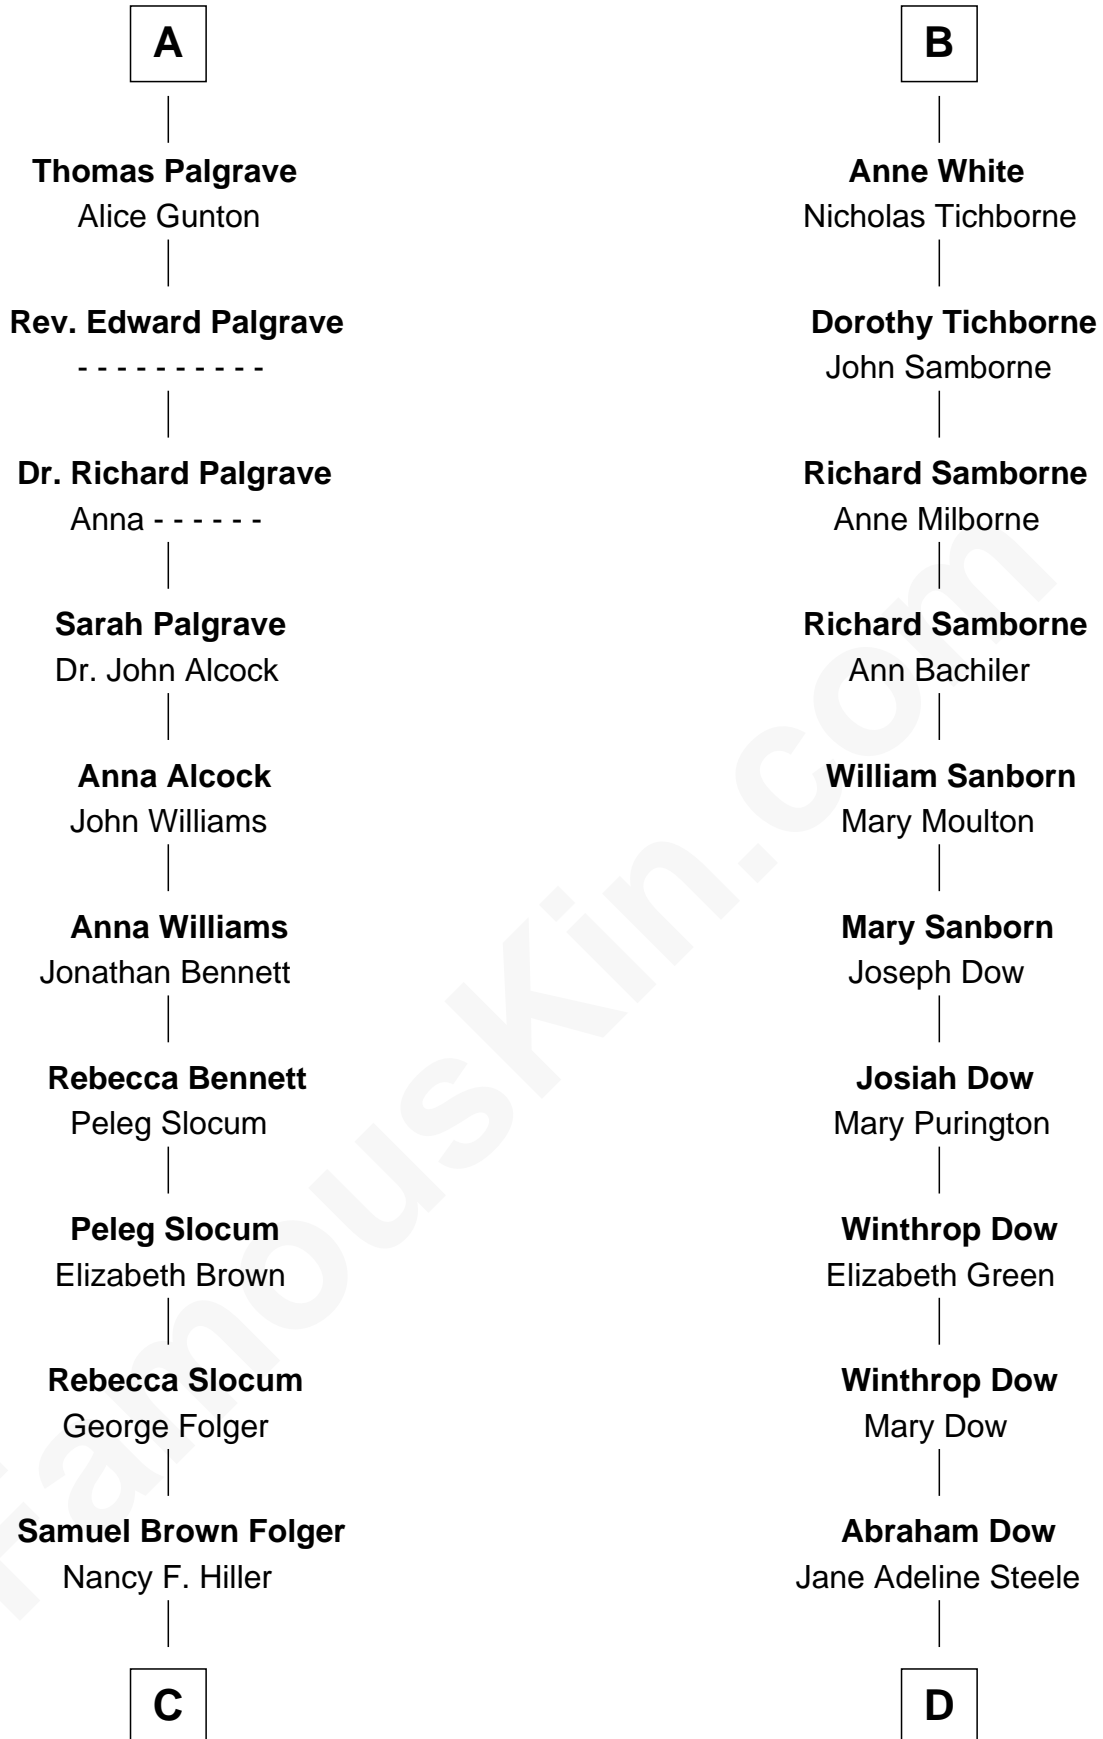 A
Thomas Palgrave
Alice Gunton
Rev. Edward Palgrave
- - - - - - - - - -
Dr. Richard Palgrave
Anna - - - - - -
Sarah Palgrave
Dr. John Alcock
Anna Alcock
John Williams
Anna Williams
Jonathan Bennett
Rebecca Bennett
Peleg Slocum
Peleg Slocum
Elizabeth Brown
Rebecca Slocum
George Folger
Samuel Brown Folger
Nancy F. Hiller
C
B
Anne White
Nicholas Tichborne
Dorothy Tichborne
John Samborne
Richard Samborne
Anne Milborne
Richard Samborne
Ann Bachiler
William Sanborn
Mary Moulton
Mary Sanborn
Joseph Dow
Josiah Dow
Mary Purington
Winthrop Dow
Elizabeth Green
Winthrop Dow
Mary Dow
Abraham Dow
Jane Adeline Steele
D
FamousKin.com